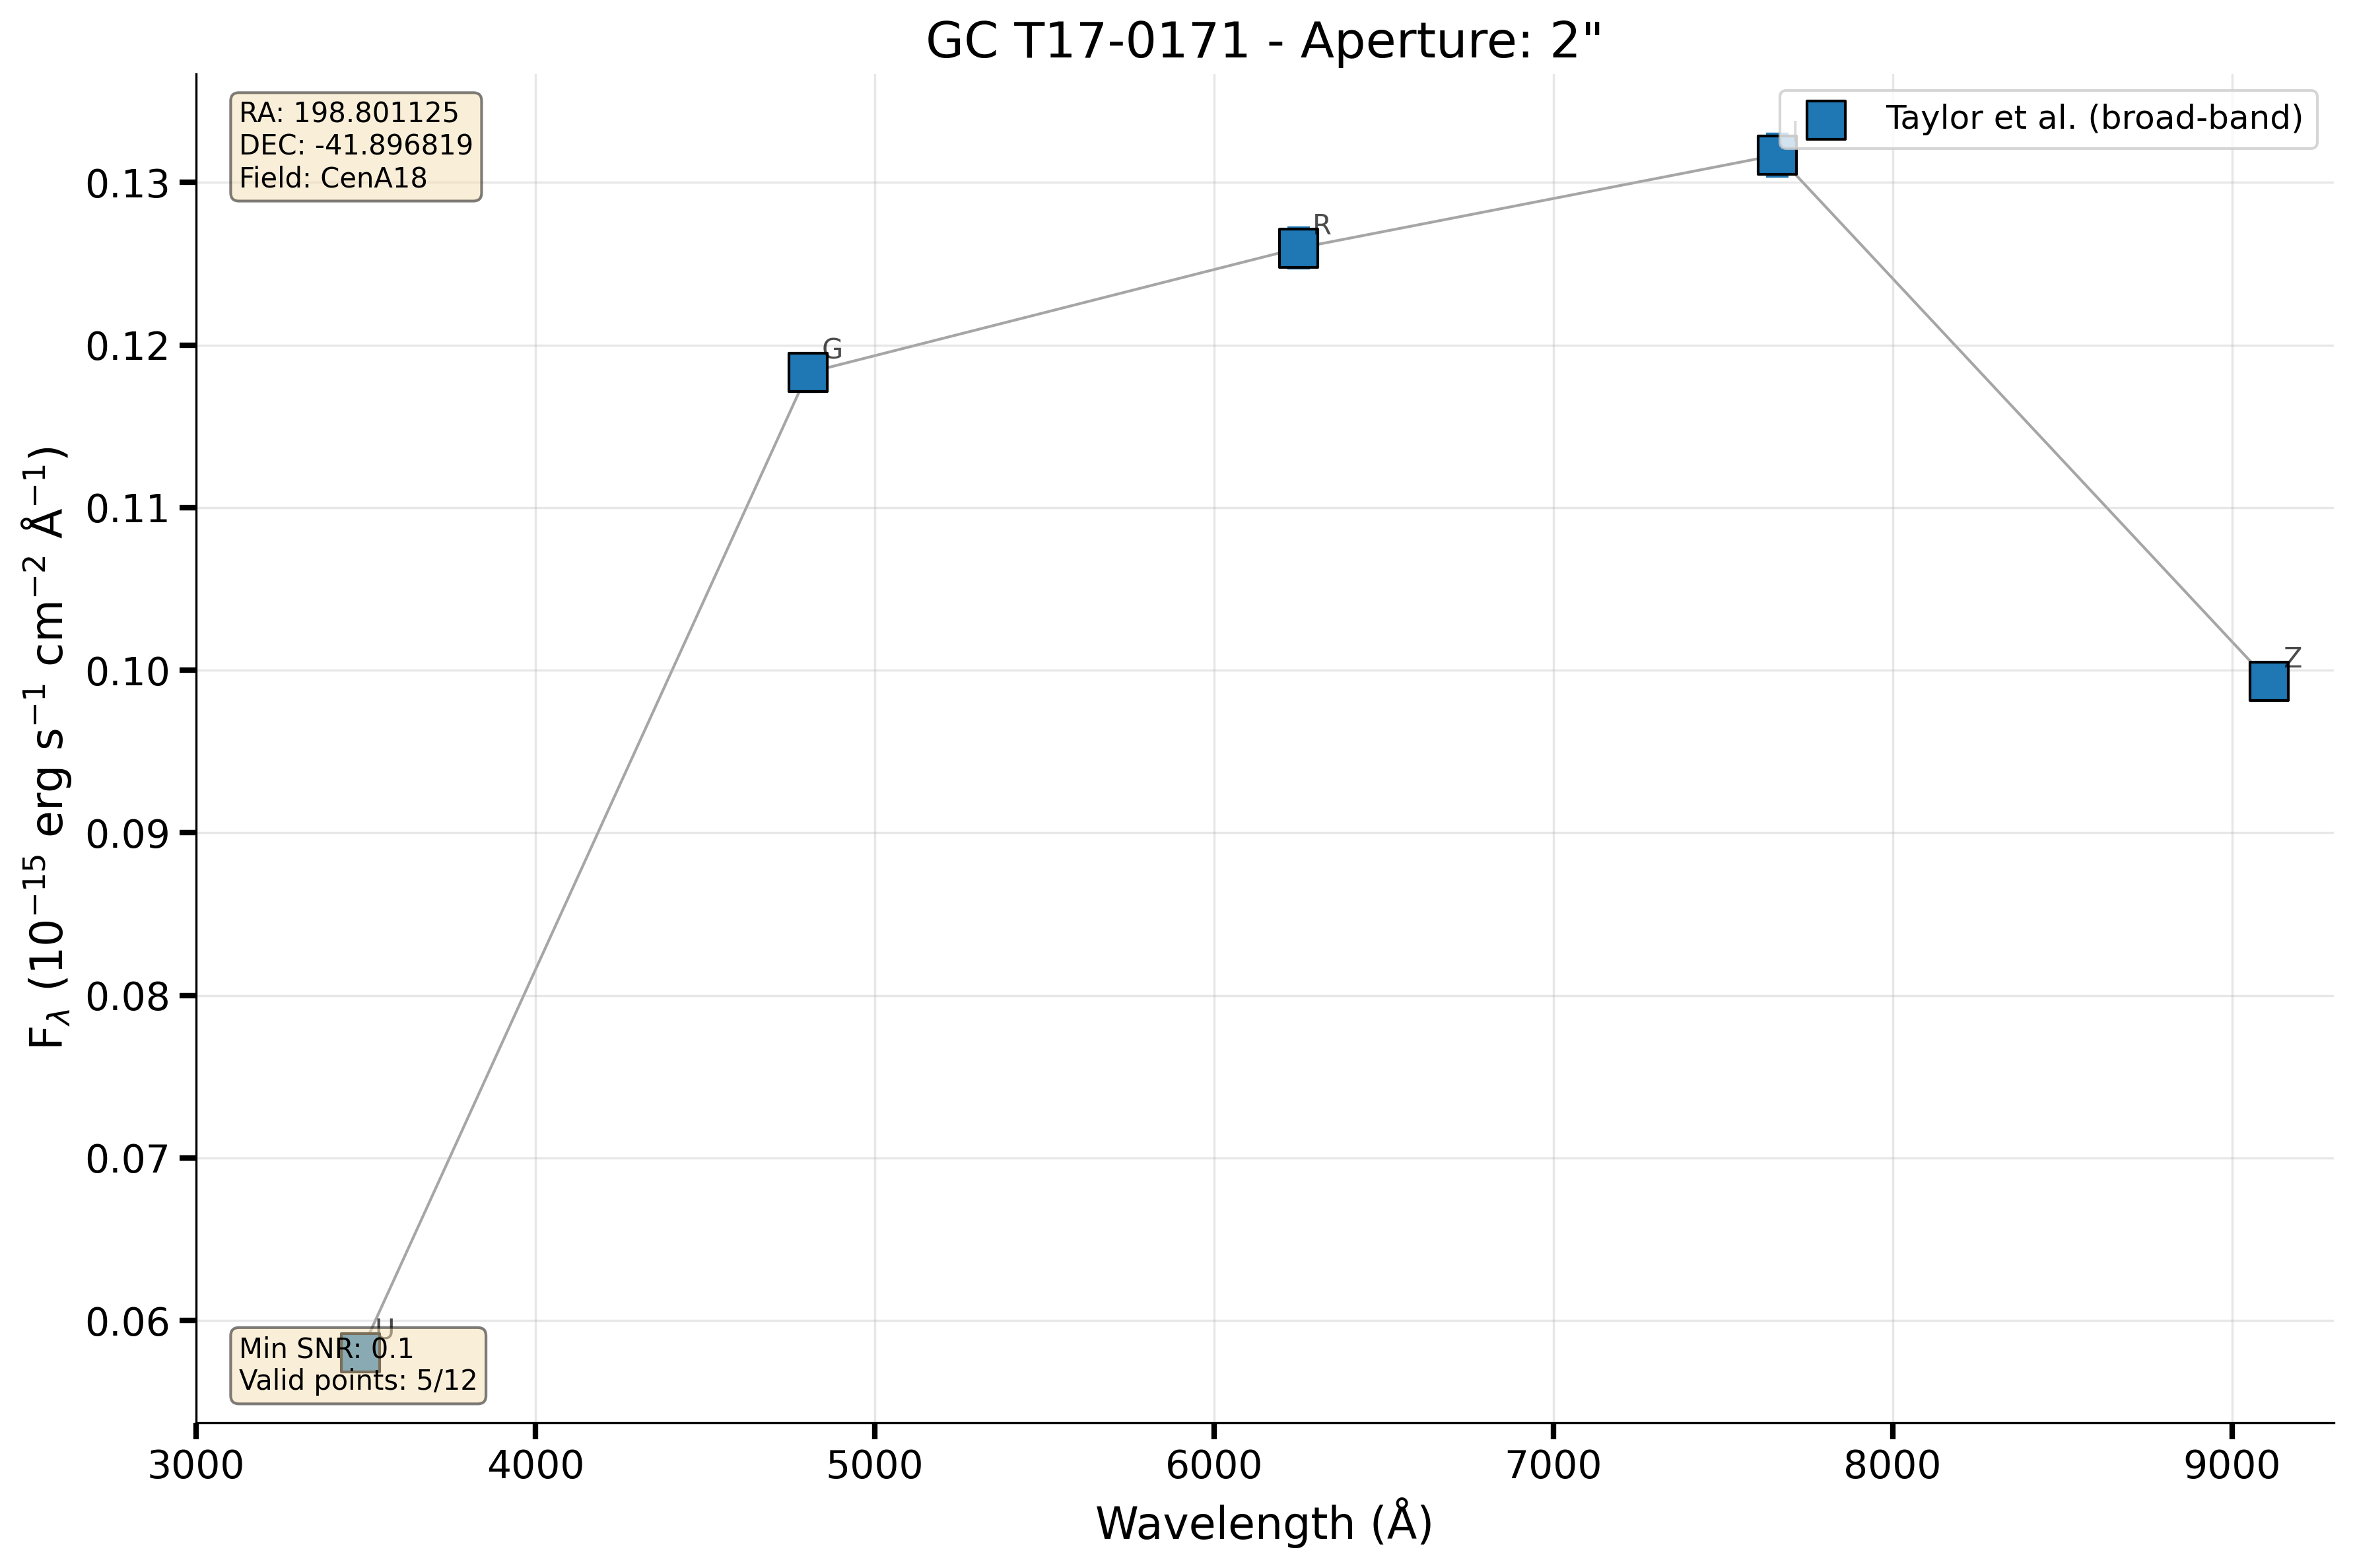 GC T17-0171 - Aperture: 2"
RA: 198.801125
DEC: -41.896819
Field: CenA18
Taylor et al. (broad-band)
I
R
G
Z
U
Min SNR: 0.1
Valid points: 5/12
0.13
0.12
0.11
0.10
0.09
0.08
0.07
0.06
F_λ (10⁻¹⁵ erg s⁻¹ cm⁻² Å⁻¹)
3000 4000 5000 6000 7000 8000 9000
Wavelength (Å)